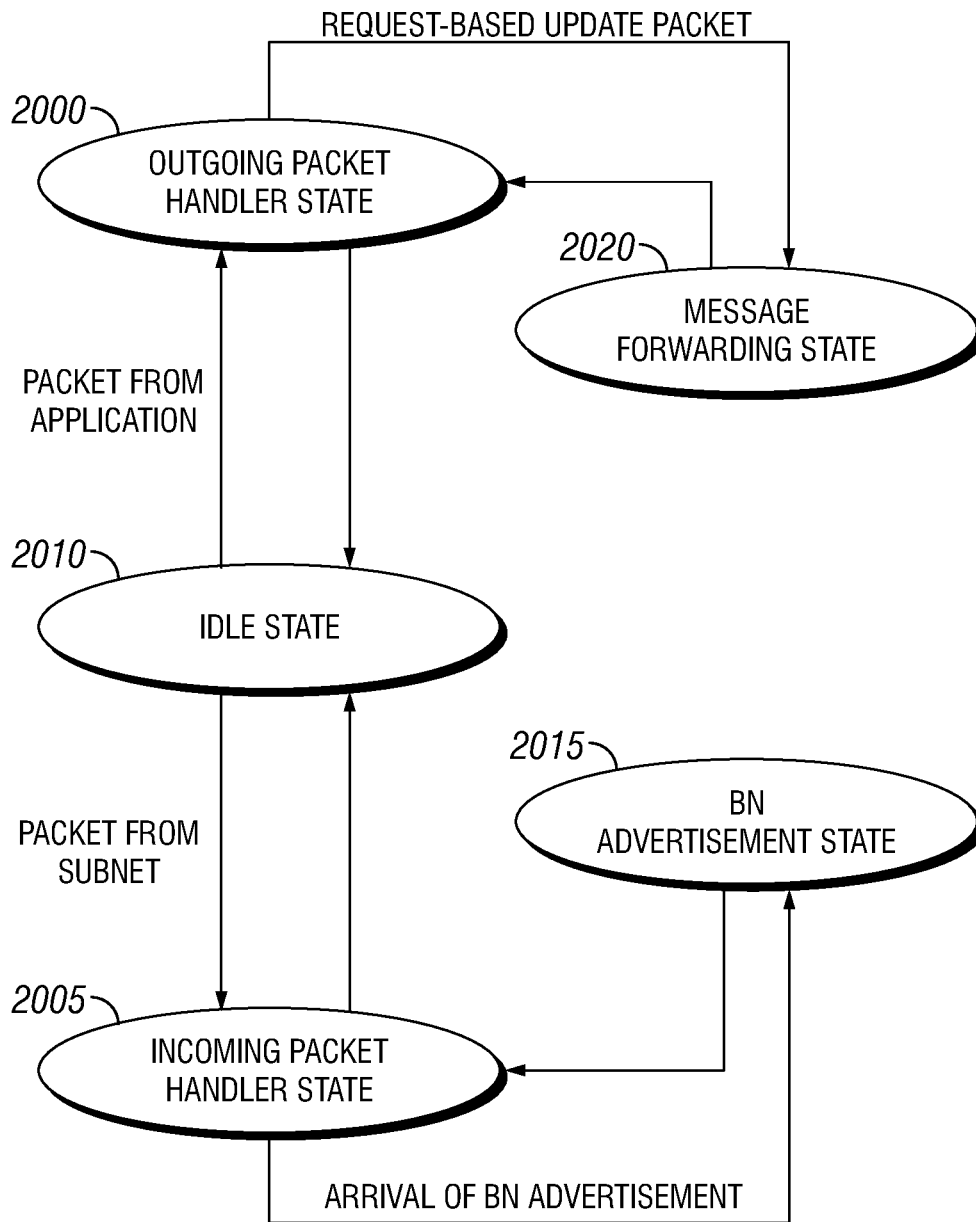 REQUEST-BASED UPDATE PACKET
2000
OUTGOING PACKET
HANDLER STATE
2020
MESSAGE
FORWARDING STATE
PACKET FROM
APPLICATION
2010
IDLE STATE
2015
BN
ADVERTISEMENT STATE
PACKET FROM
SUBNET
2005
INCOMING PACKET
HANDLER STATE
ARRIVAL OF BN ADVERTISEMENT